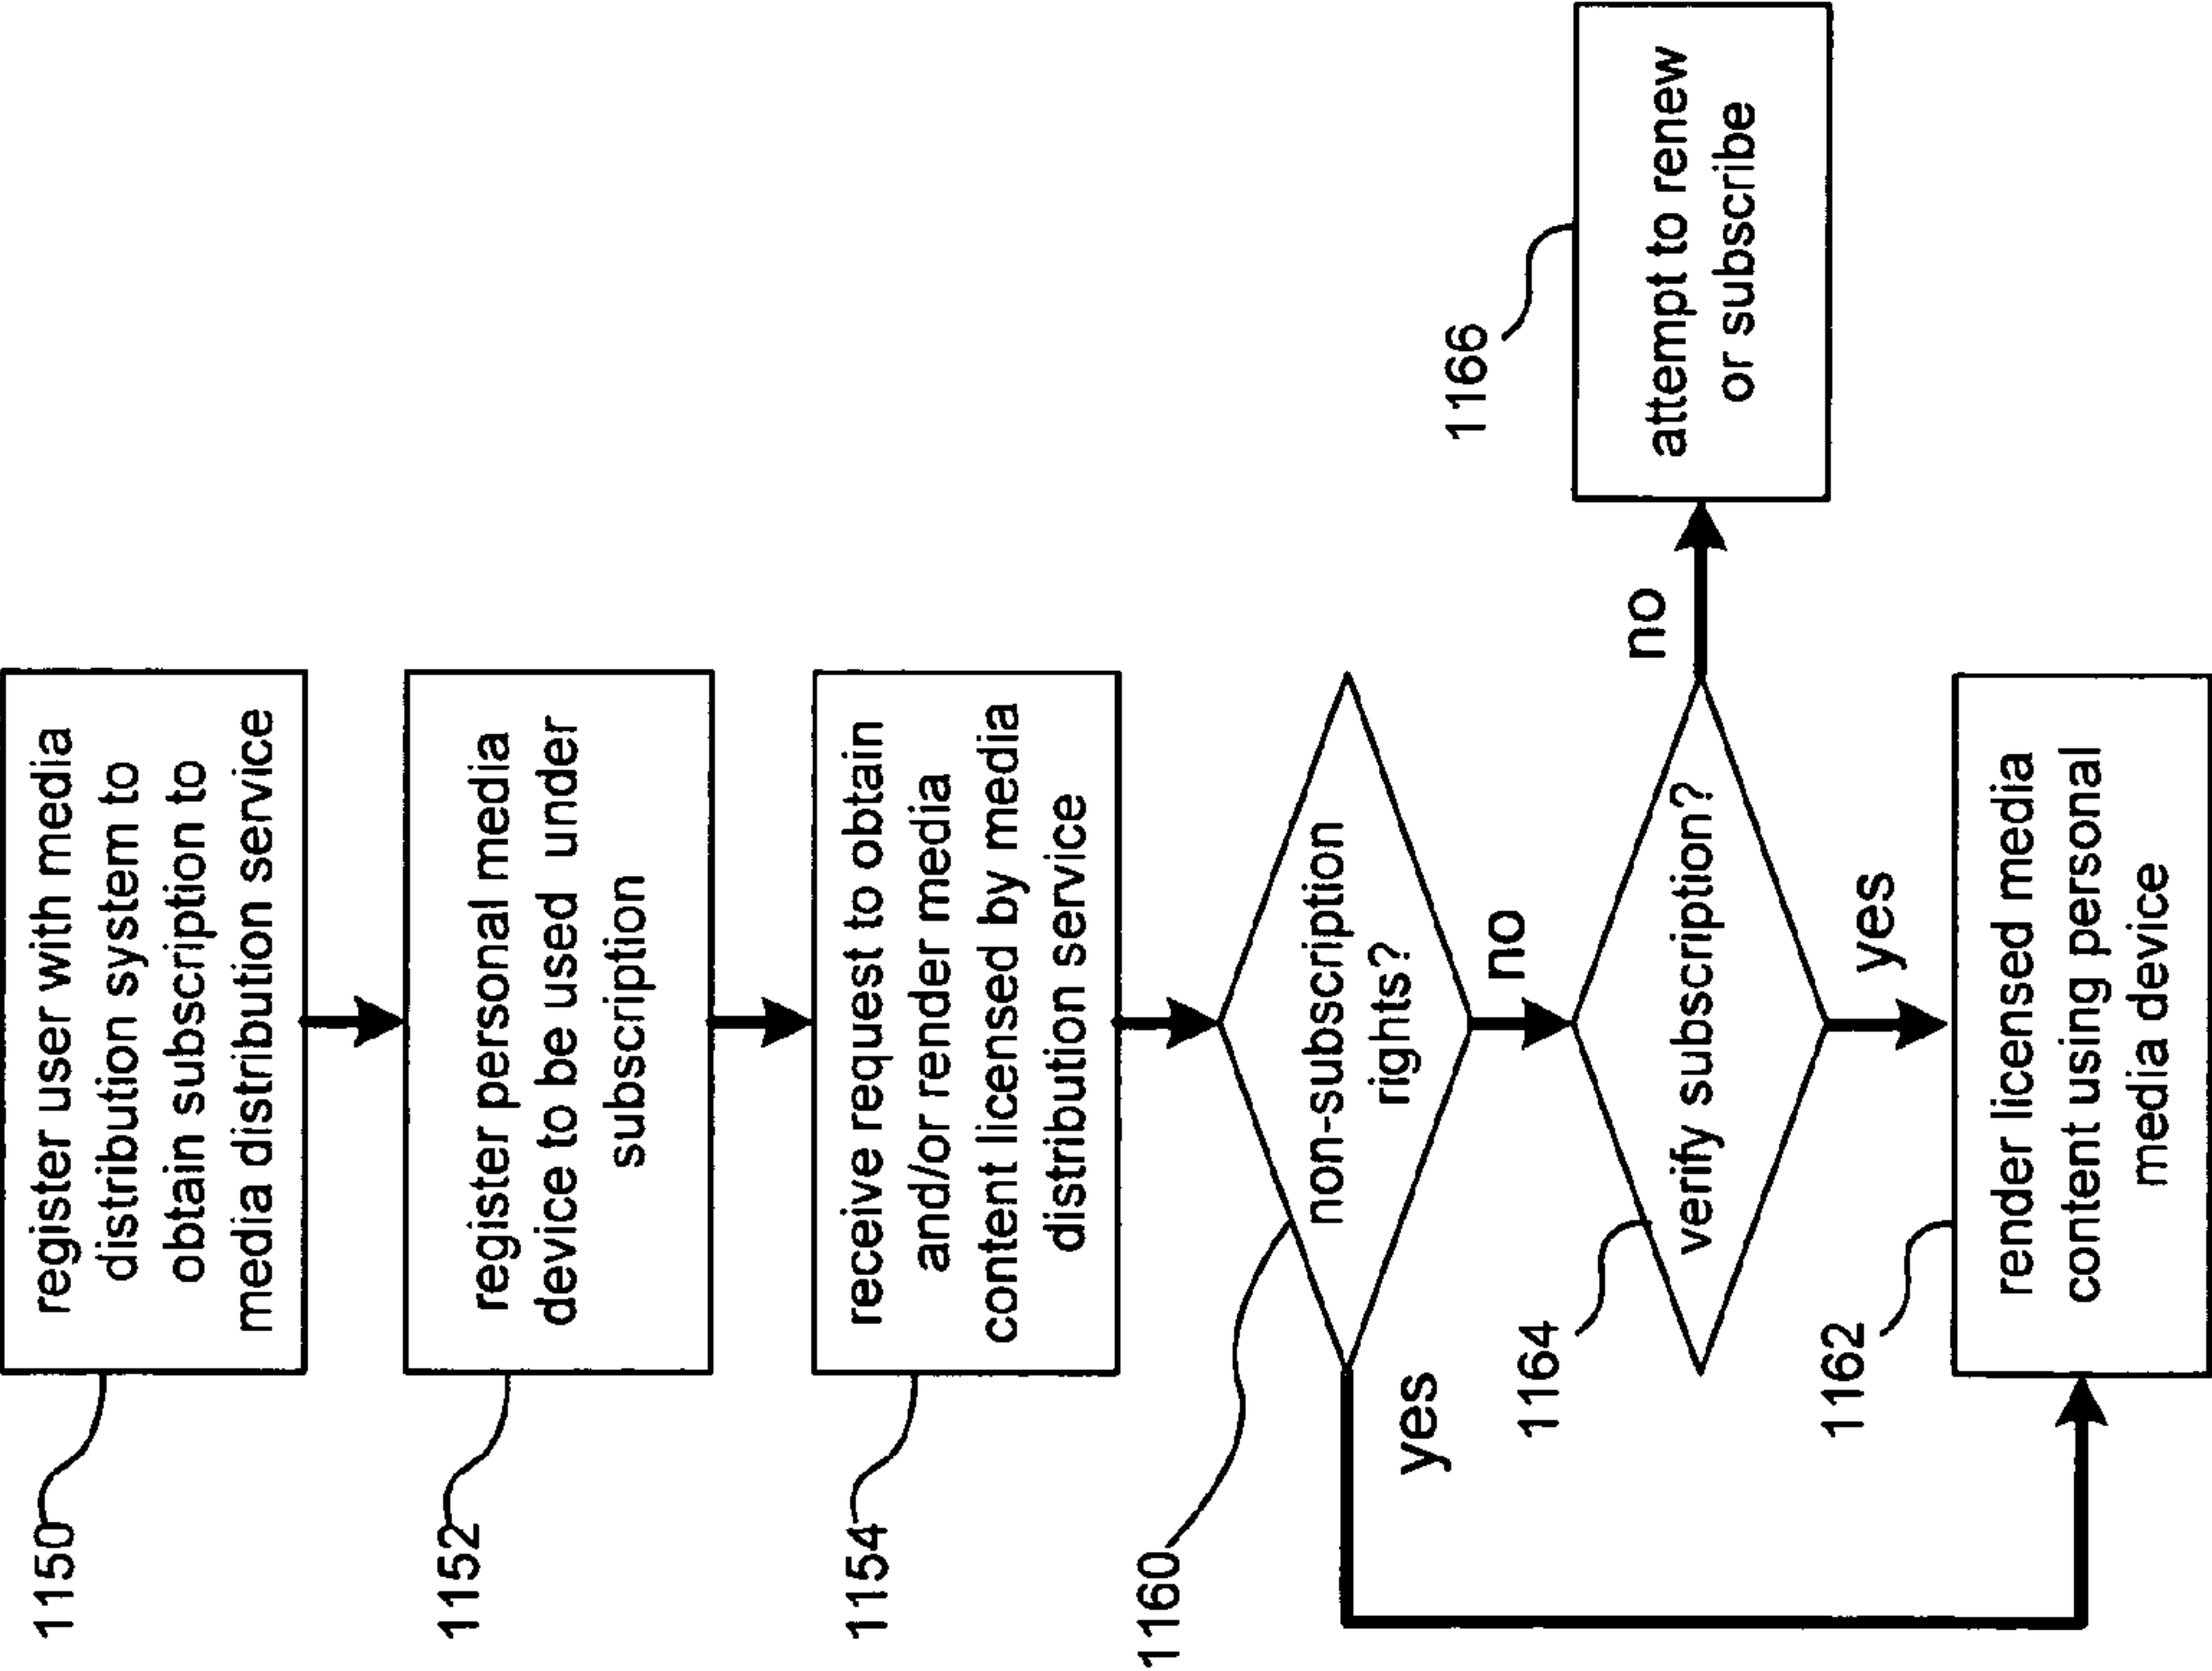 1150
register user with media
distribution system to
obtain subscription to
media distribution service
1152
register personal media
device to be used under
subscription
1154
receive request to obtain
and/or render media
content licensed by media
distribution service
1160
non-subscription
rights?
yes
no
1164
verify subscription?
no
1166
attempt to renew
or subscribe
yes
1162
render licensed media
content using personal
media device